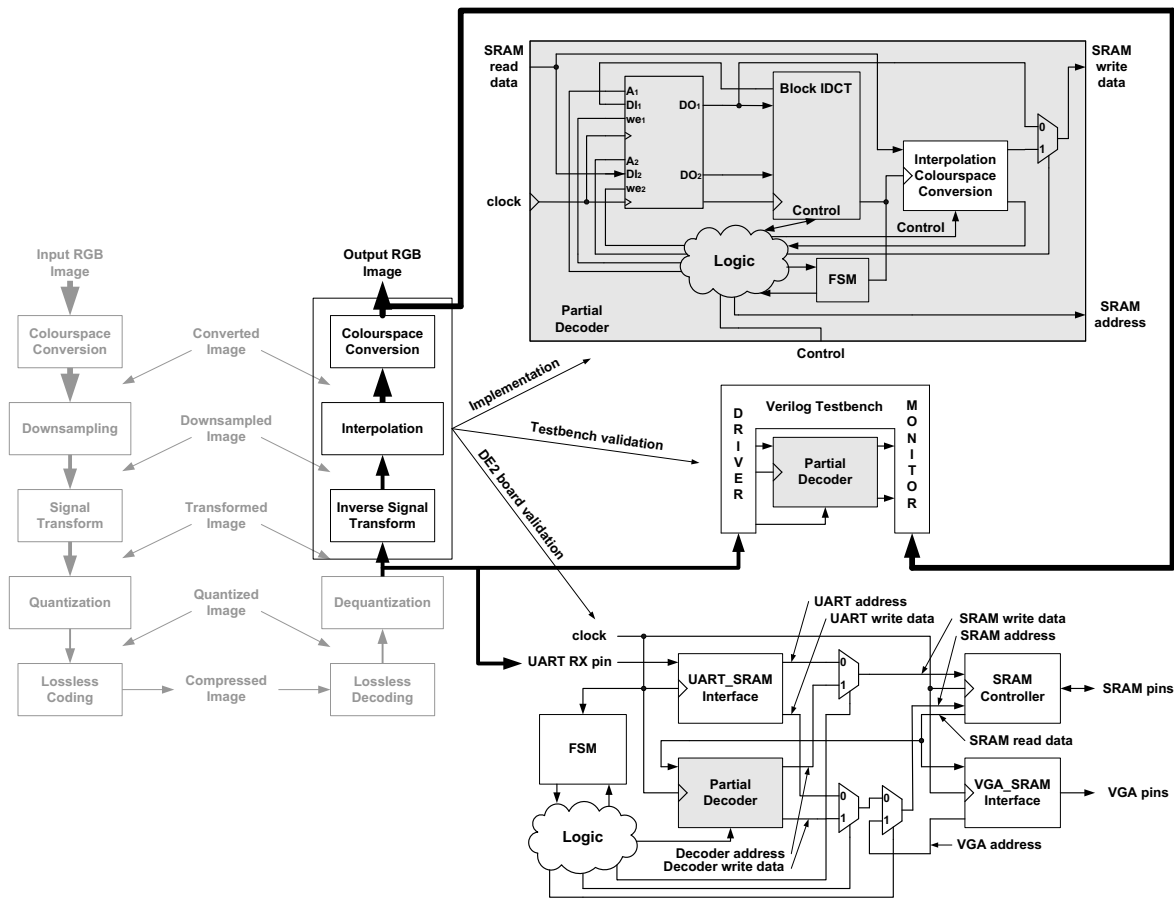 SRAM
read
data
SRAM
write
data
A1
DI1
we1
A2
DI2
we2
DO1
DO2
Block IDCT
Control
0
1
Interpolation
Colourspace
Conversion
Control
clock
Logic
FSM
Partial
Decoder
SRAM
address
Control
Input RGB
Image
Output RGB
Image
Colourspace
Conversion
Converted
Image
Colourspace
Conversion
Downsampling
Downsampled
Image
Interpolation
Signal
Transform
Transformed
Image
Inverse Signal
Transform
Quantization
Quantized
Image
Dequantization
Lossless
Coding
Compressed
Image
Lossless
Decoding
Implementation
Testbench validation
DE2 board validation
Verilog Testbench
DRIVER
Partial
Decoder
MONITOR
clock
UART RX pin
UART address
UART write data
SRAM write data
SRAM address
UART_SRAM
Interface
0
1
SRAM
Controller
SRAM pins
SRAM read data
FSM
Partial
Decoder
0
1
0
1
VGA_SRAM
Interface
VGA pins
Logic
VGA address
Decoder address
Decoder write data